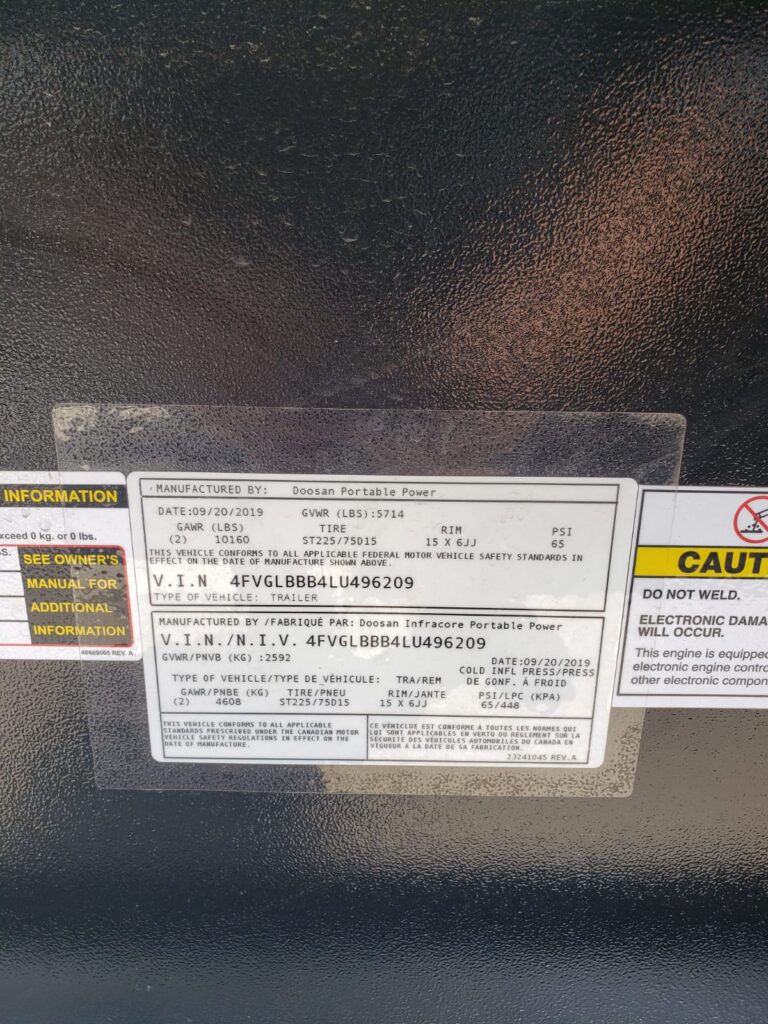 INFORMATION
exceed 0 kg. or 0 lbs.
SEE OWNER'S
MANUAL FOR
ADDITIONAL
INFORMATION
46689905 REV. A
MANUFACTURED BY: Doosan Portable Power
DATE:09/20/2019 GVWR (LBS):5714
GAWR (LBS) TIRE RIM PSI
(2) 10160 ST225/75D15 15 X 6JJ 65
THIS VEHICLE CONFORMS TO ALL APPLICABLE FEDERAL MOTOR VEHICLE SAFETY STANDARDS IN
EFFECT ON THE DATE OF MANUFACTURE SHOWN ABOVE.
V.I.N 4FVGLBBB4LU496209
TYPE OF VEHICLE: TRAILER
MANUFACTURED BY /FABRIQUÉ PAR: Doosan Infracore Portable Power
V.I.N./N.I.V. 4FVGLBBB4LU496209
GVWR/PNVB (KG) :2592
DATE:09/20/2019
COLD INFL PRESS/PRESS
TYPE OF VEHICLE/TYPE DE VÉHICULE: TRA/REM DE GONF. À FROID
GAWR/PNBE (KG) TIRE/PNEU RIM/JANTE PSI/LPC (KPA)
(2) 4608 ST225/75D15 15 X 6JJ 65/448
THIS VEHICLE CONFORMS TO ALL APPLICABLE
STANDARDS PRESCRIBED UNDER THE CANADIAN MOTOR
VEHICLE SAFETY REGULATIONS IN EFFECT ON THE
DATE OF MANUFACTURE.
CE VÉHICLUE EST CONFORME A TOUTES LES NORMES QUI
LUI SONT APPLICABLES EN VERTU DU RÈGLEMENT SUR LA
SÉCURITÉ DES VÉHICULES AUTOMOBILES DU CANADA EN
VIGUEUR À LA DATE DE SA FABRICATION.
23241045 REV.A
CAUT
DO NOT WELD.
ELECTRONIC DAMA
WILL OCCUR.
This engine is equipped
electronic engine contro
other electronic compon